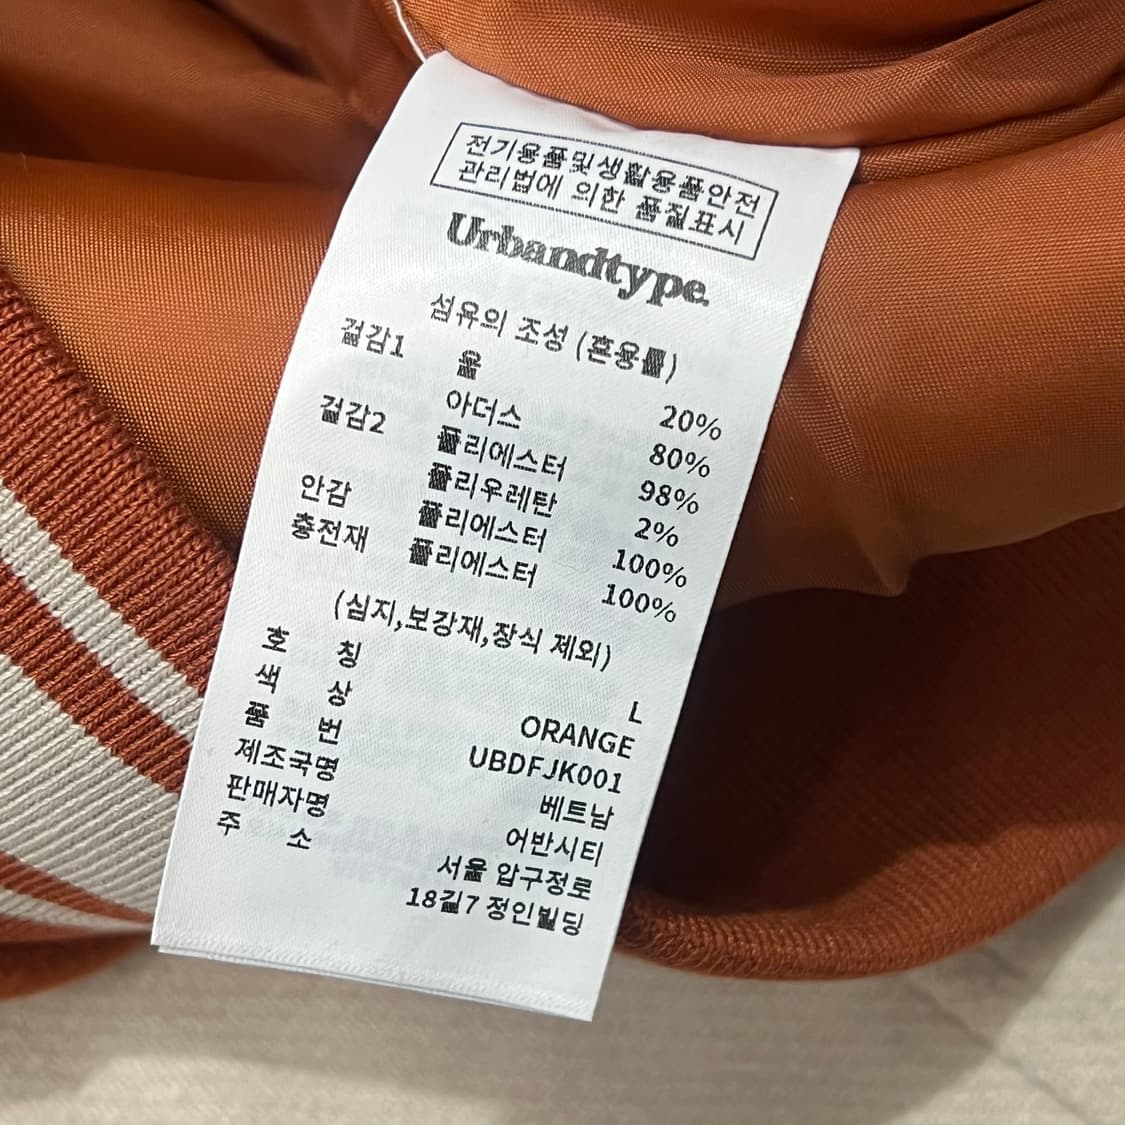 전기용품및생활용품안전
관리법에 의한 품질표시
Urbandtype.
섬유의 조성 (혼용률)
겉감1 울 20%
아더스 80%
겉감2 폴리에스터 98%
폴리우레탄 2%
안감 폴리에스터 100%
충전재 폴리에스터 100%
(심지,보강재,장식 제외)
호 칭 L
색 상 ORANGE
품 번 UBDFJK001
제조국명 베트남
판매자명 어반시티
주 소 서울 압구정로
18길7 정인빌딩